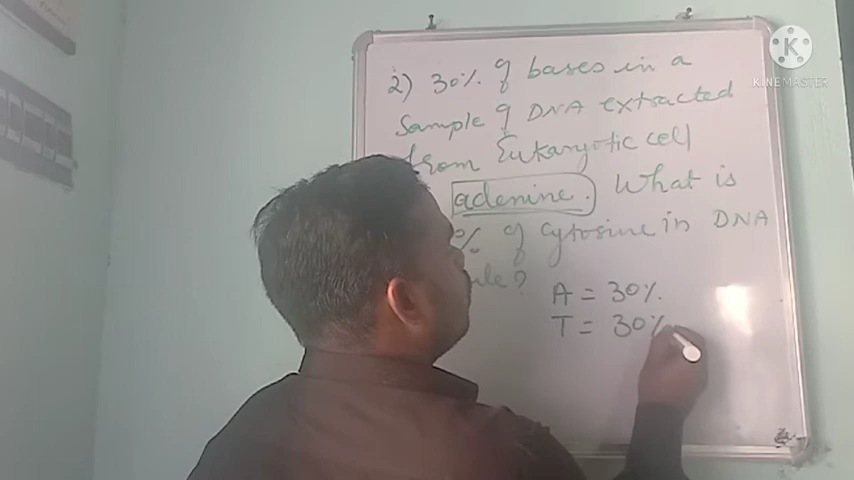 2) 30% of bases in a
Sample of DNA extracted
from Eukaryotic cell
adenine. What is
% of cytosine in DNA
A = 30%.
T = 30%
KINEMASTER